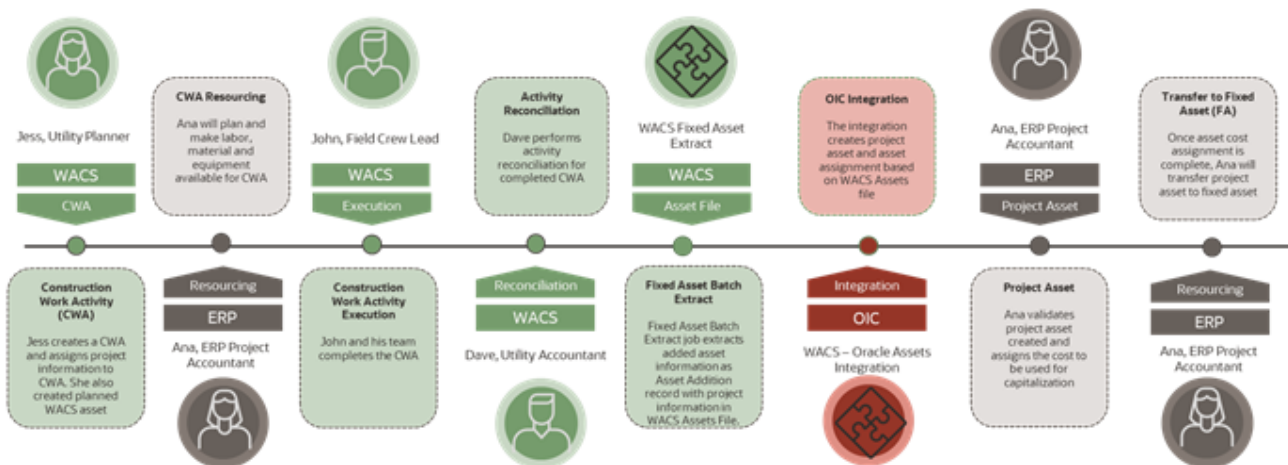 Jess, Utility Planner
WACS
CWA
Construction
Work Activity
(CWA)
Jess creates a CWA
and assigns project
information to
CWA. She also
created planned
WACS asset
CWA Resourcing
Ana will plan and
make labor,
material and
equipment
available for CWA
Resourcing
ERP
Ana, ERP Project
Accountant
John, Field Crew Lead
WACS
Execution
Construction
Work Activity
Execution
John and his team
completes the CWA
Activity
Reconciliation
Dave performs
activity
reconciliation for
completed CWA
Reconciliation
WACS
Dave, Utility Accountant
WACS Fixed Asset
Extract
WACS
Asset File
Fixed Asset Batch
Extract
Fixed Asset Batch
Extract job extracts
added asset
information as
Asset Addition
record with project
information in
WACS Assets File.
OIC Integration
The integration
creates project
asset and asset
assignment based
on WACS Assets
file
Integration
OIC
WACS – Oracle Assets
Integration
Ana, ERP Project
Accountant
ERP
Project Asset
Project Asset
Ana validates
project asset
created and
assigns the cost to
be used for
capitalization
Transfer to Fixed
Asset (FA)
Once asset cost
assignment is
complete, Ana will
transfer project
asset to fixed asset
Resourcing
ERP
Ana, ERP Project
Accountant